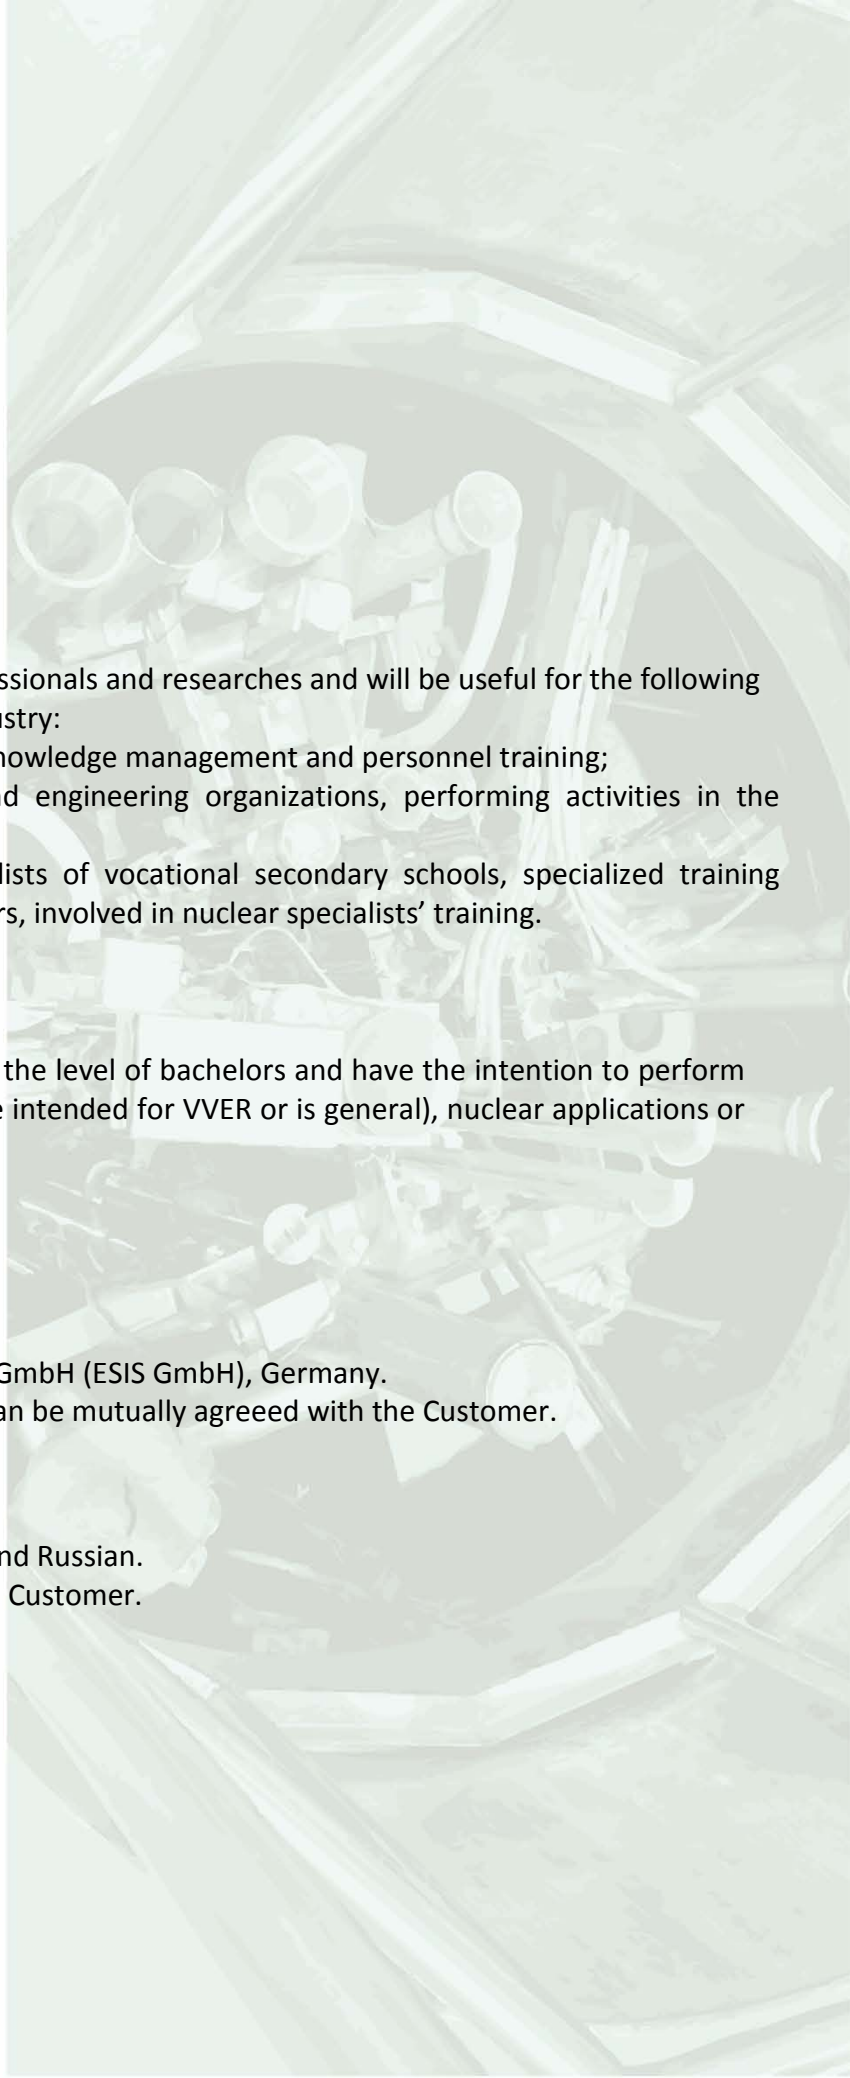 ssionals and researches and will be useful for the following
ustry:
nowledge management and personnel training;
nd engineering organizations, performing activities in the
lists of vocational secondary schools, specialized training
rs, involved in nuclear specialists’ training.
the level of bachelors and have the intention to perform
e intended for VVER or is general), nuclear applications or
GmbH (ESIS GmbH), Germany.
an be mutually agreeed with the Customer.
nd Russian.
Customer.